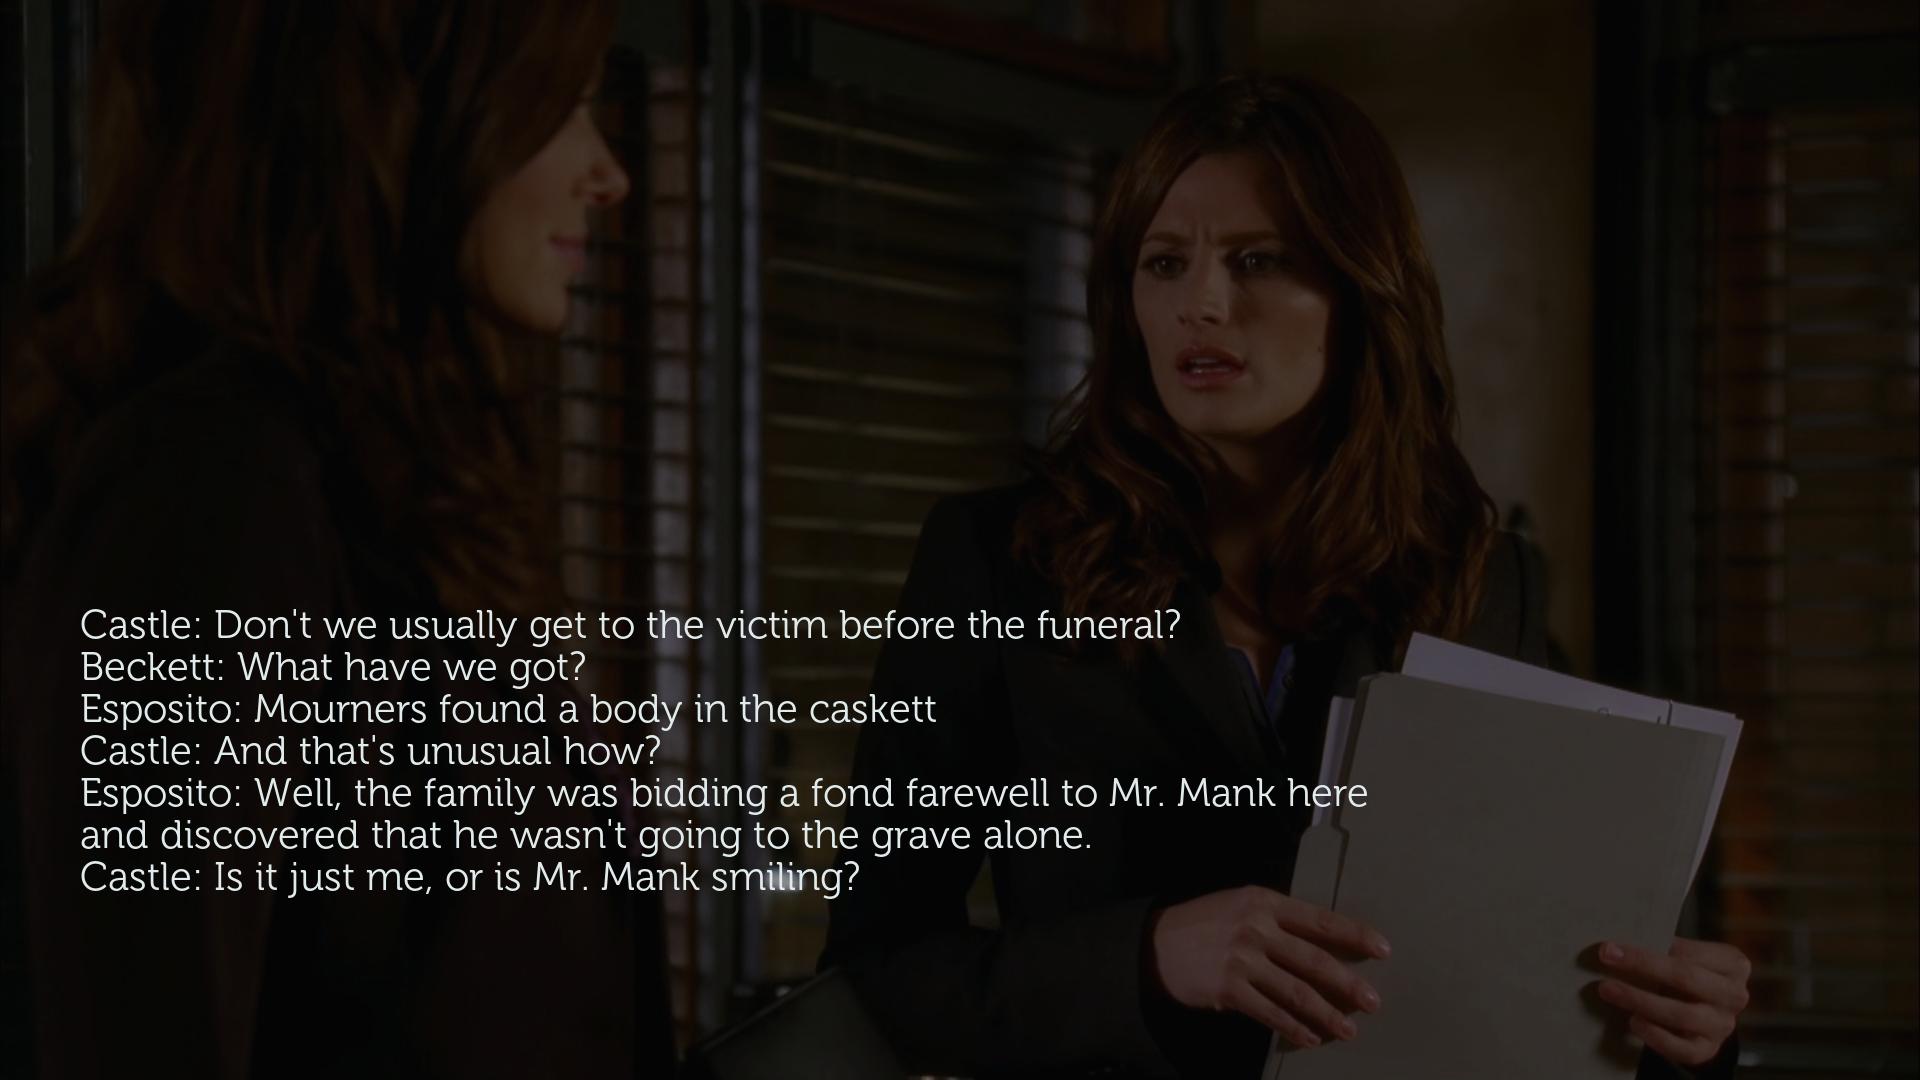 Castle: Don't we usually get to the victim before the funeral?
Beckett: What have we got?
Esposito: Mourners found a body in the caskett
Castle: And that's unusual how?
Esposito: Well, the family was bidding a fond farewell to Mr. Mank here
and discovered that he wasn't going to the grave alone.
Castle: Is it just me, or is Mr. Mank smiling?